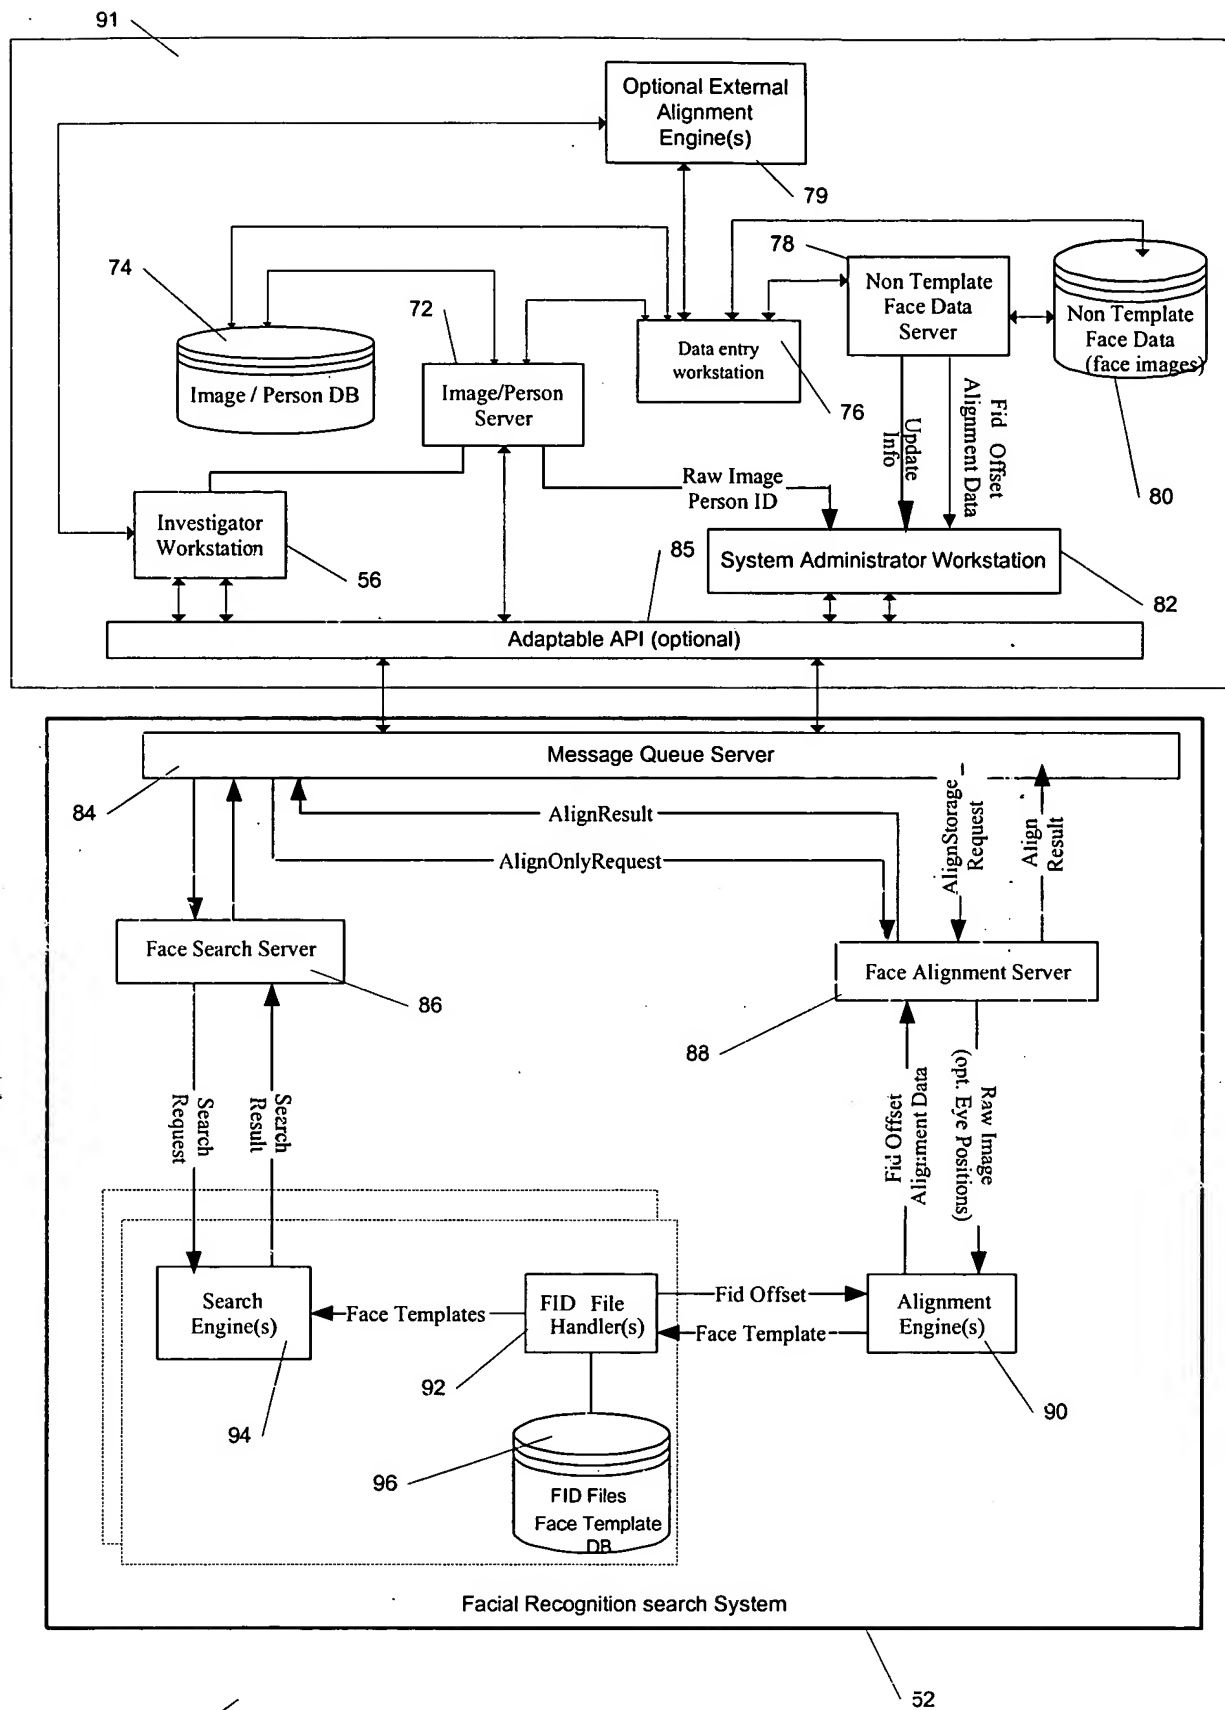 91
Optional External
Alignment
Engine(s)
79
74
78
72
Non Template
Face Data
Server
Non Template
Face Data
(face images)
Image / Person DB
Image/Person
Server
Data entry
workstation
76
80
Update
Info
Fid Offset
Alignment Data
Raw Image
Person ID
Investigator
Workstation
56
85
System Administrator Workstation
82
Adaptable API (optional)
Message Queue Server
84
AlignResult
AlignOnlyRequest
AlignStorage
Request
Align
Result
Face Search Server
86
Face Alignment Server
88
Search
Request
Search
Result
Fid Offset
Alignment Data
Raw Image
(opt. Eye Positions)
Search
Engine(s)
Face Templates
FID File
Handler(s)
Fid Offset
Face Template
Alignment
Engine(s)
92
94
90
96
FID Files
Face Template
DB
Facial Recognition search System
52